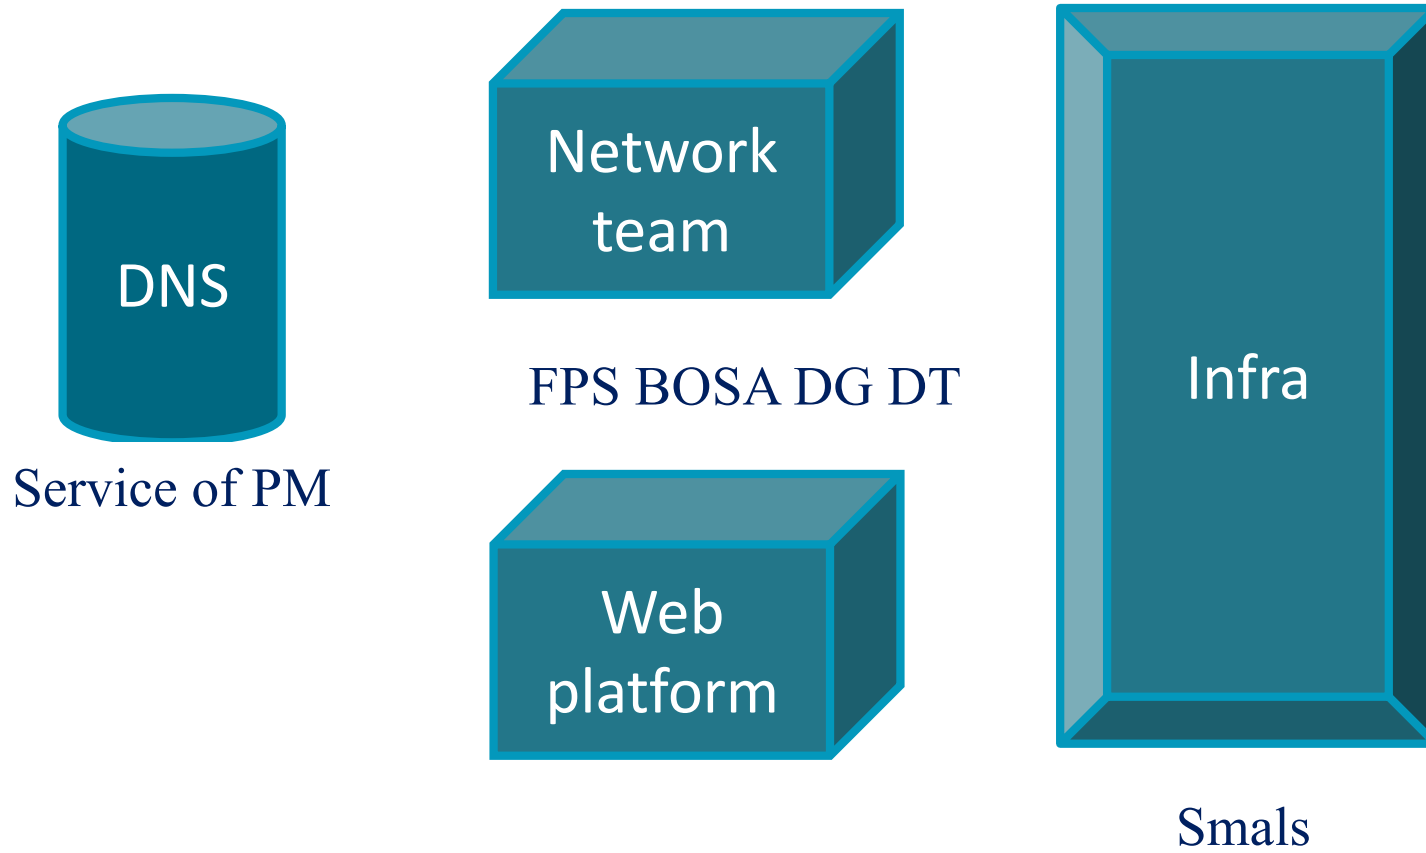 DNS
Service of PM
Network
team
FPS BOSA DG DT
Web
platform
Infra
Smals